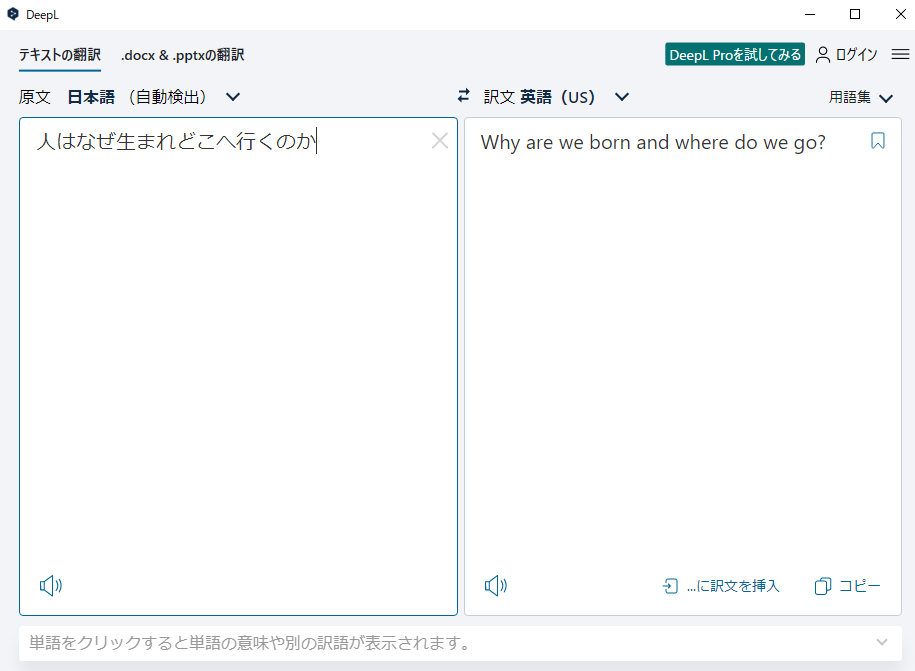 DeepL
テキストの翻訳 .docx & .pptxの翻訳 DeepL Proを試してみる ログイン
原文 日本語 （自動検出） 訳文 英語（US） 用語集
人はなぜ生まれどこへ行くのか
Why are we born and where do we go?
...に訳文を挿入 コピー
単語をクリックすると単語の意味や別の訳語が表示されます。